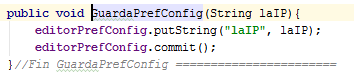 public void GuardaPrefConfig(String laIP){
editorPrefConfig.putString("laIP", laIP);
editorPrefConfig.commit();
}//Fin GuardaPrefConfig =======================